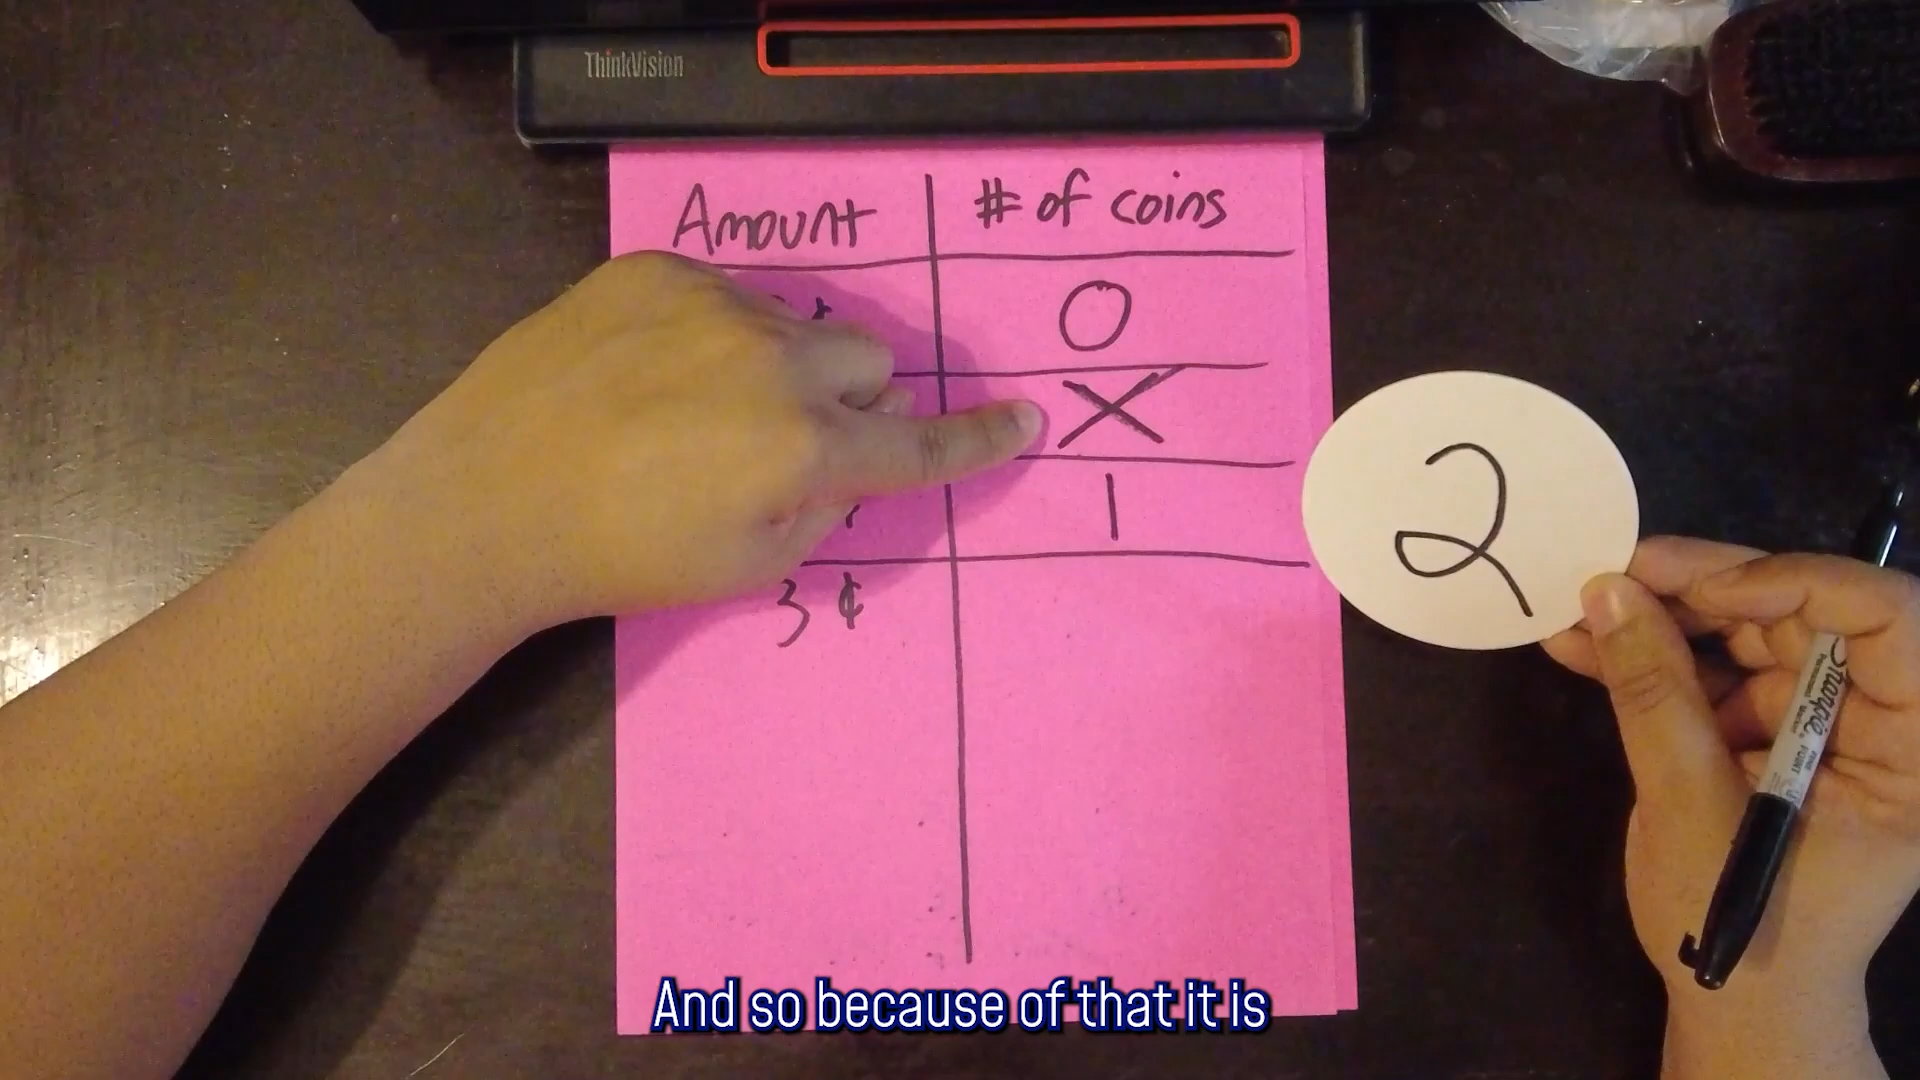 ThinkVision
Amount # of coins
0
X
1
3 ¢
2
Sharpie
And so because of that it is